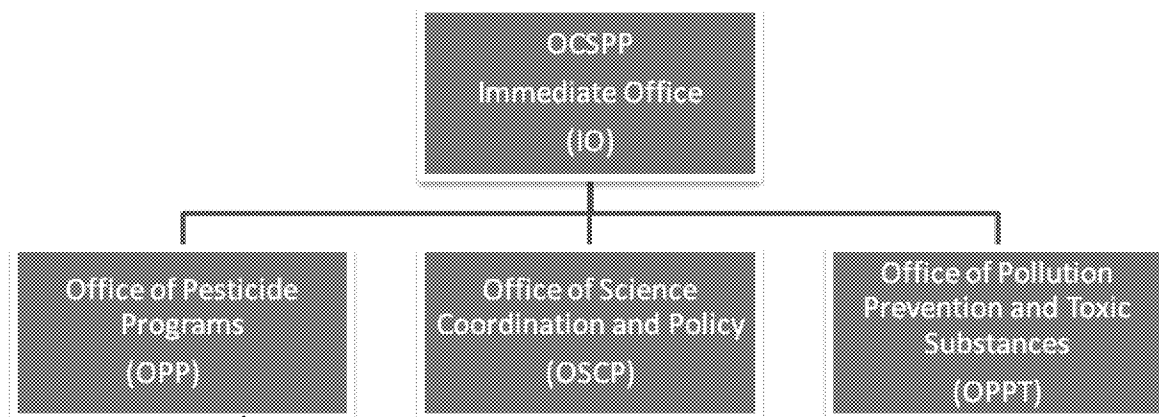 OCSPP
Immediate Office
(IO)
Office of Pesticide
Programs
(OPP)
Office of Science
Coordination and Policy
(OSCP)
Office of Pollution
Prevention and Toxic
Substances
(OPPT)